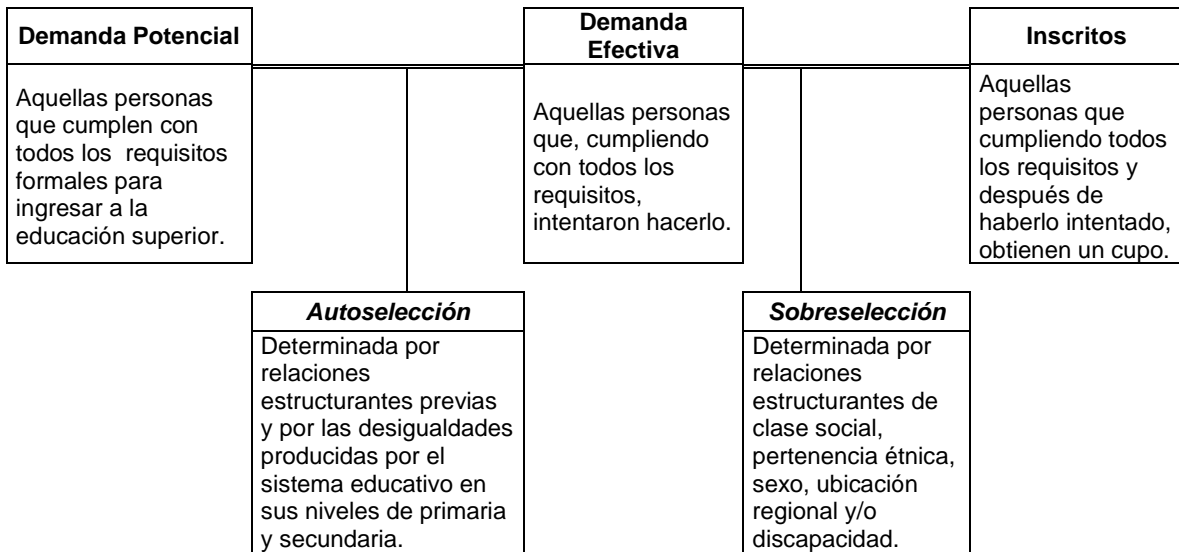 Demanda Potencial
Aquellas personas
que cumplen con
todos los requisitos
formales para
ingresar a la
educación superior.
Demanda
Efectiva
Aquellas personas
que, cumpliendo
con todos los
requisitos,
intentaron hacerlo.
Inscritos
Aquellas
personas que
cumpliendo todos
los requisitos y
después de
haberlo intentado,
obtienen un cupo.
Autoselección
Determinada por
relaciones
estructurantes previas
y por las desigualdades
producidas por el
sistema educativo en
sus niveles de primaria
y secundaria.
Sobreselección
Determinada por
relaciones
estructurantes de
clase social,
pertenencia étnica,
sexo, ubicación
regional y/o
discapacidad.